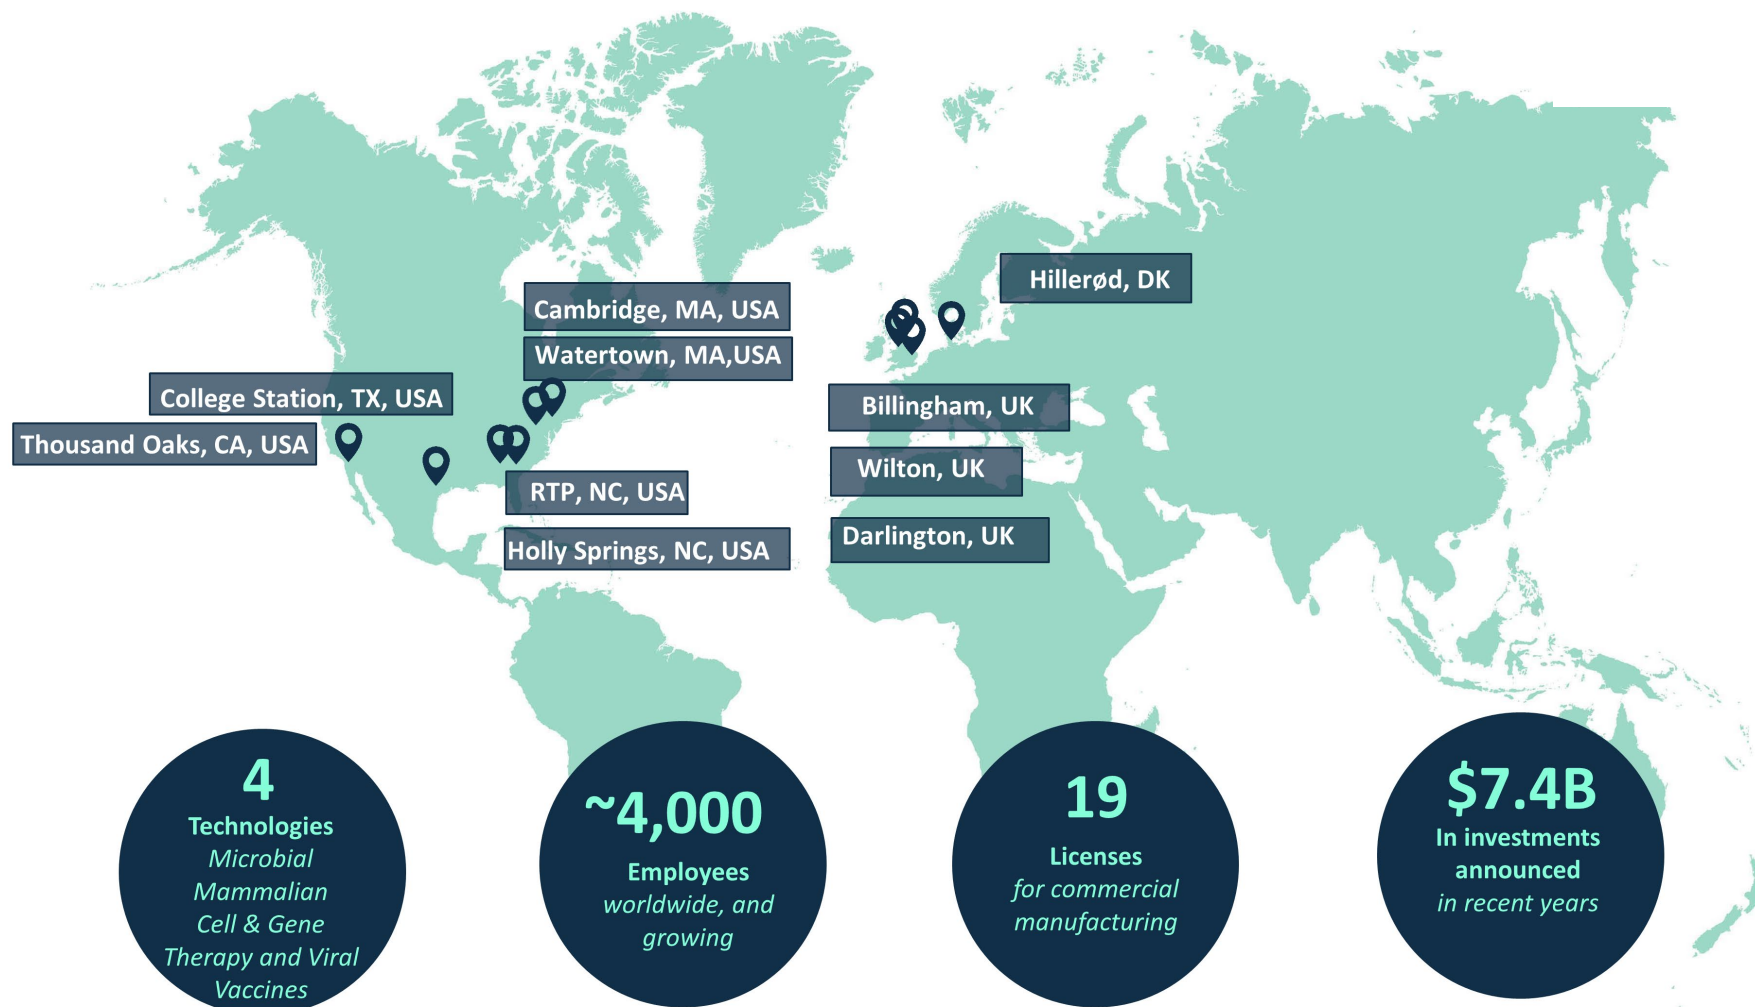 Hillerød, DK
Cambridge, MA, USA
Watertown, MA,USA
College Station, TX, USA
Thousand Oaks, CA, USA
Billingham, UK
Wilton, UK
RTP, NC, USA
Holly Springs, NC, USA
Darlington, UK
4
Technologies
Microbial
Mammalian
Cell & Gene
Therapy and Viral
Vaccines
~4,000
Employees
worldwide, and
growing
19
Licenses
for commercial
manufacturing
$7.4B
In investments
announced
in recent years